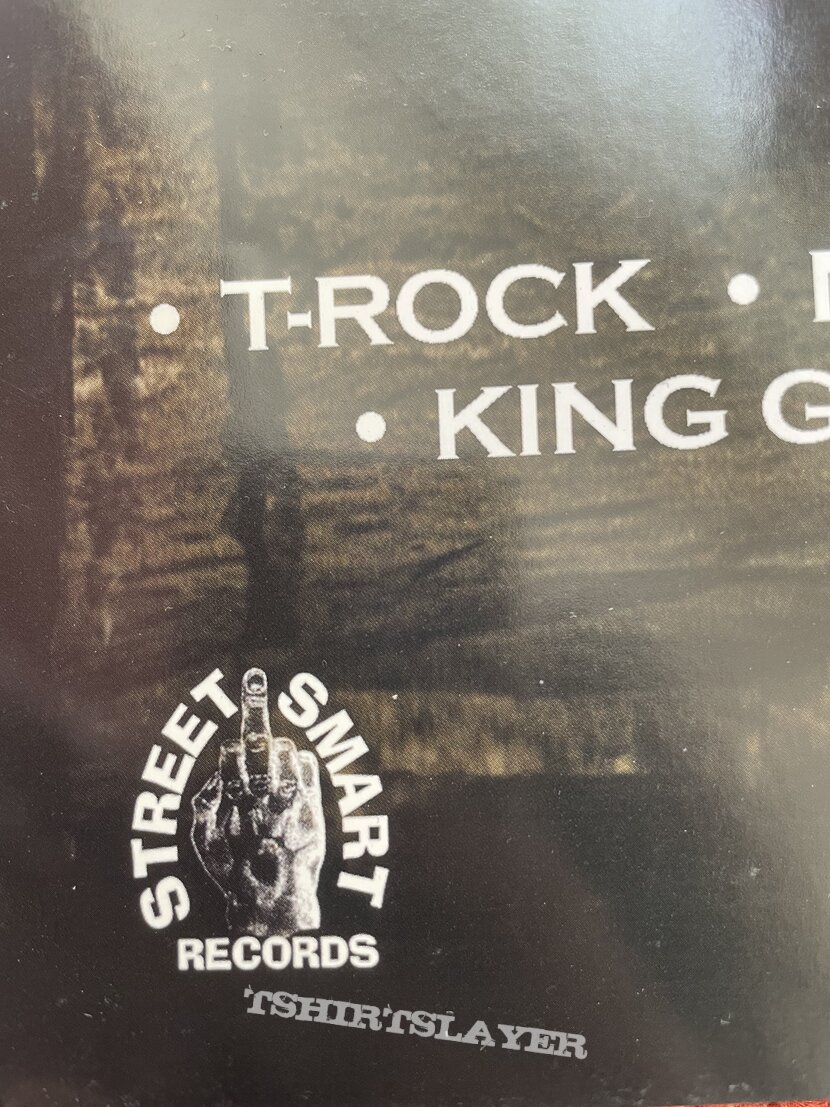 • T-ROCK •
• KING G
STREET SMART
RECORDS
TSHIRTSLAYER